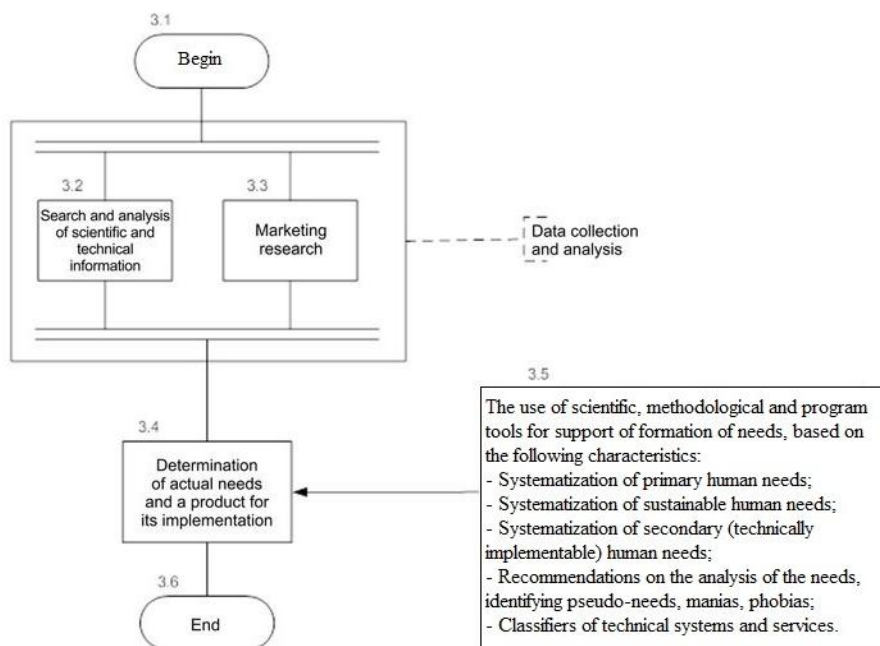 3.1
Begin
3.2
Search and analysis
of scientific and
technical
information
3.3
Marketing
research
Data collection
and analysis
3.4
Determination
of actual needs
and a product for
its implementation
3.5
The use of scientific, methodological and program
tools for support of formation of needs, based on
the following characteristics:
- Systematization of primary human needs;
- Systematization of sustainable human needs;
- Systematization of secondary (technically
implementable) human needs;
- Recommendations on the analysis of the needs,
identifying pseudo-needs, manias, phobias;
- Classifiers of technical systems and services.
3.6
End